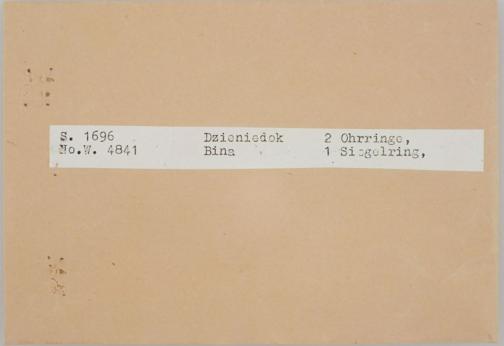 S. 1696 Dzieniedok 2 Ohrringe,
No.W. 4841 Bina 1 Siegelring,